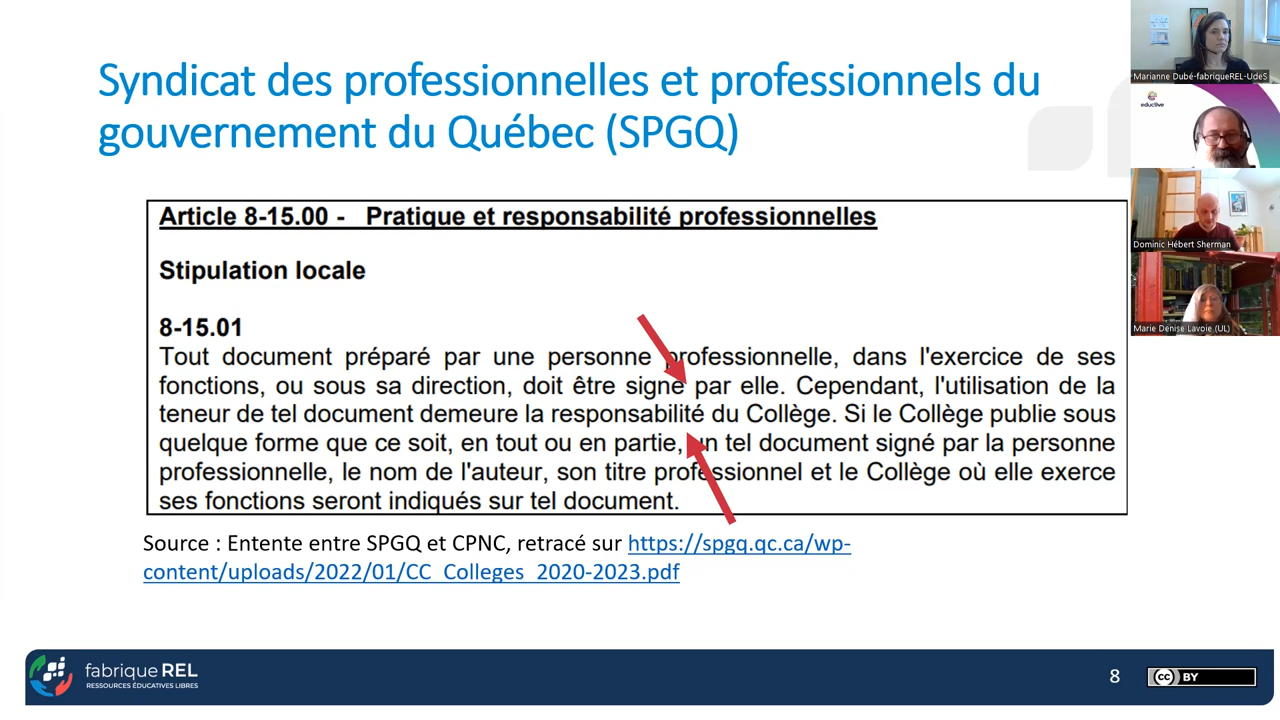 Syndicat des professionnelles et professionnels du
gouvernement du Québec (SPGQ)
Article 8-15.00 - Pratique et responsabilité professionnelles
Stipulation locale
8-15.01
Tout document préparé par une personne professionnelle, dans l'exercice de ses
fonctions, ou sous sa direction, doit être signé par elle. Cependant, l'utilisation de la
teneur de tel document demeure la responsabilité du Collège. Si le Collège publie sous
quelque forme que ce soit, en tout ou en partie, un tel document signé par la personne
professionnelle, le nom de l'auteur, son titre professionnel et le Collège où elle exerce
ses fonctions seront indiqués sur tel document.
Source : Entente entre SPGQ et CPNC, retracé sur https://spgq.qc.ca/wp-
content/uploads/2022/01/CC_Colleges_2020-2023.pdf
fabrique REL
RESSOURCES ÉDUCATIVES LIBRES
8
cc BY
Marianne Dubé-fabriqueREL-UdeS
eductive
Dominic Hébert Sherman
Marie Denise Lavoie (UL)